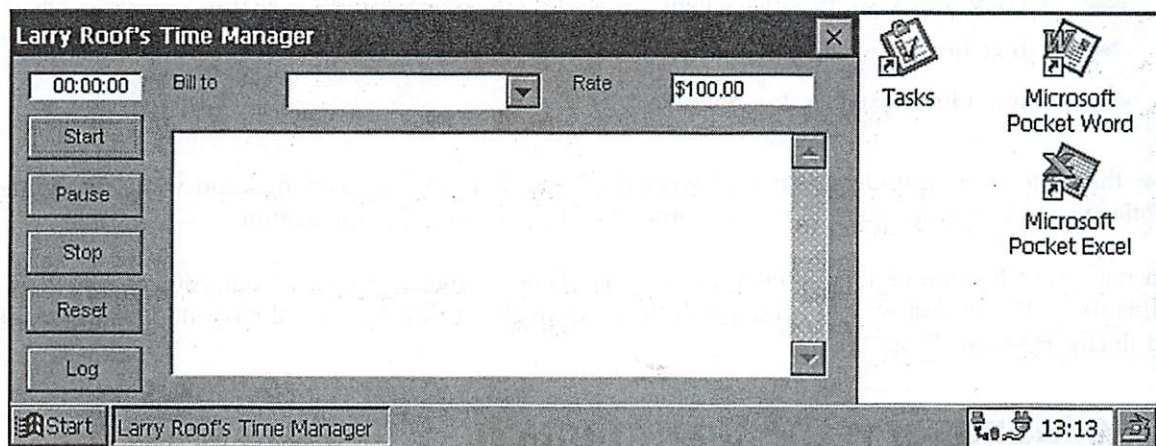 Larry Roof's Time Manager
00:00:00 Bill to Rate $100.00
Start
Pause
Stop
Reset
Log
Tasks
Microsoft
Pocket Word
Microsoft
Pocket Excel
Start Larry Roof's Time Manager 13:13